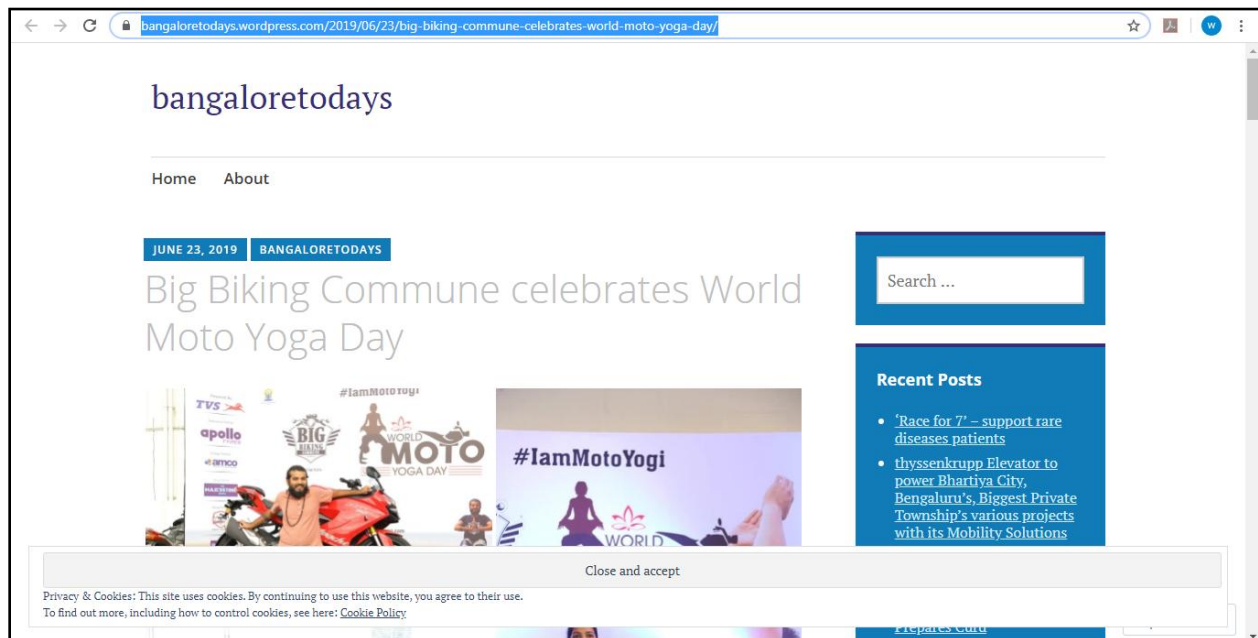 bangaloretodays.wordpress.com/2019/06/23/big-biking-commune-celebrates-world-moto-yoga-day/
W
bangaloretodays
Home About
JUNE 23, 2019 BANGALORETODAYS
Big Biking Commune celebrates World
Moto Yoga Day
#IamMotoYogi
TVS
apollo
amco
BIG
BIKING
WORLD
MOTO
YOGA DAY
#IamMotoYogi
WORLD
Search …
Recent Posts
‘Race for 7’ – support rare
diseases patients
thyssenkrupp Elevator to
power Bhartiya City,
Bengaluru's, Biggest Private
Township's various projects
with its Mobility Solutions
Close and accept
Privacy & Cookies: This site uses cookies. By continuing to use this website, you agree to their use.
To find out more, including how to control cookies, see here: Cookie Policy
Prepares Curd